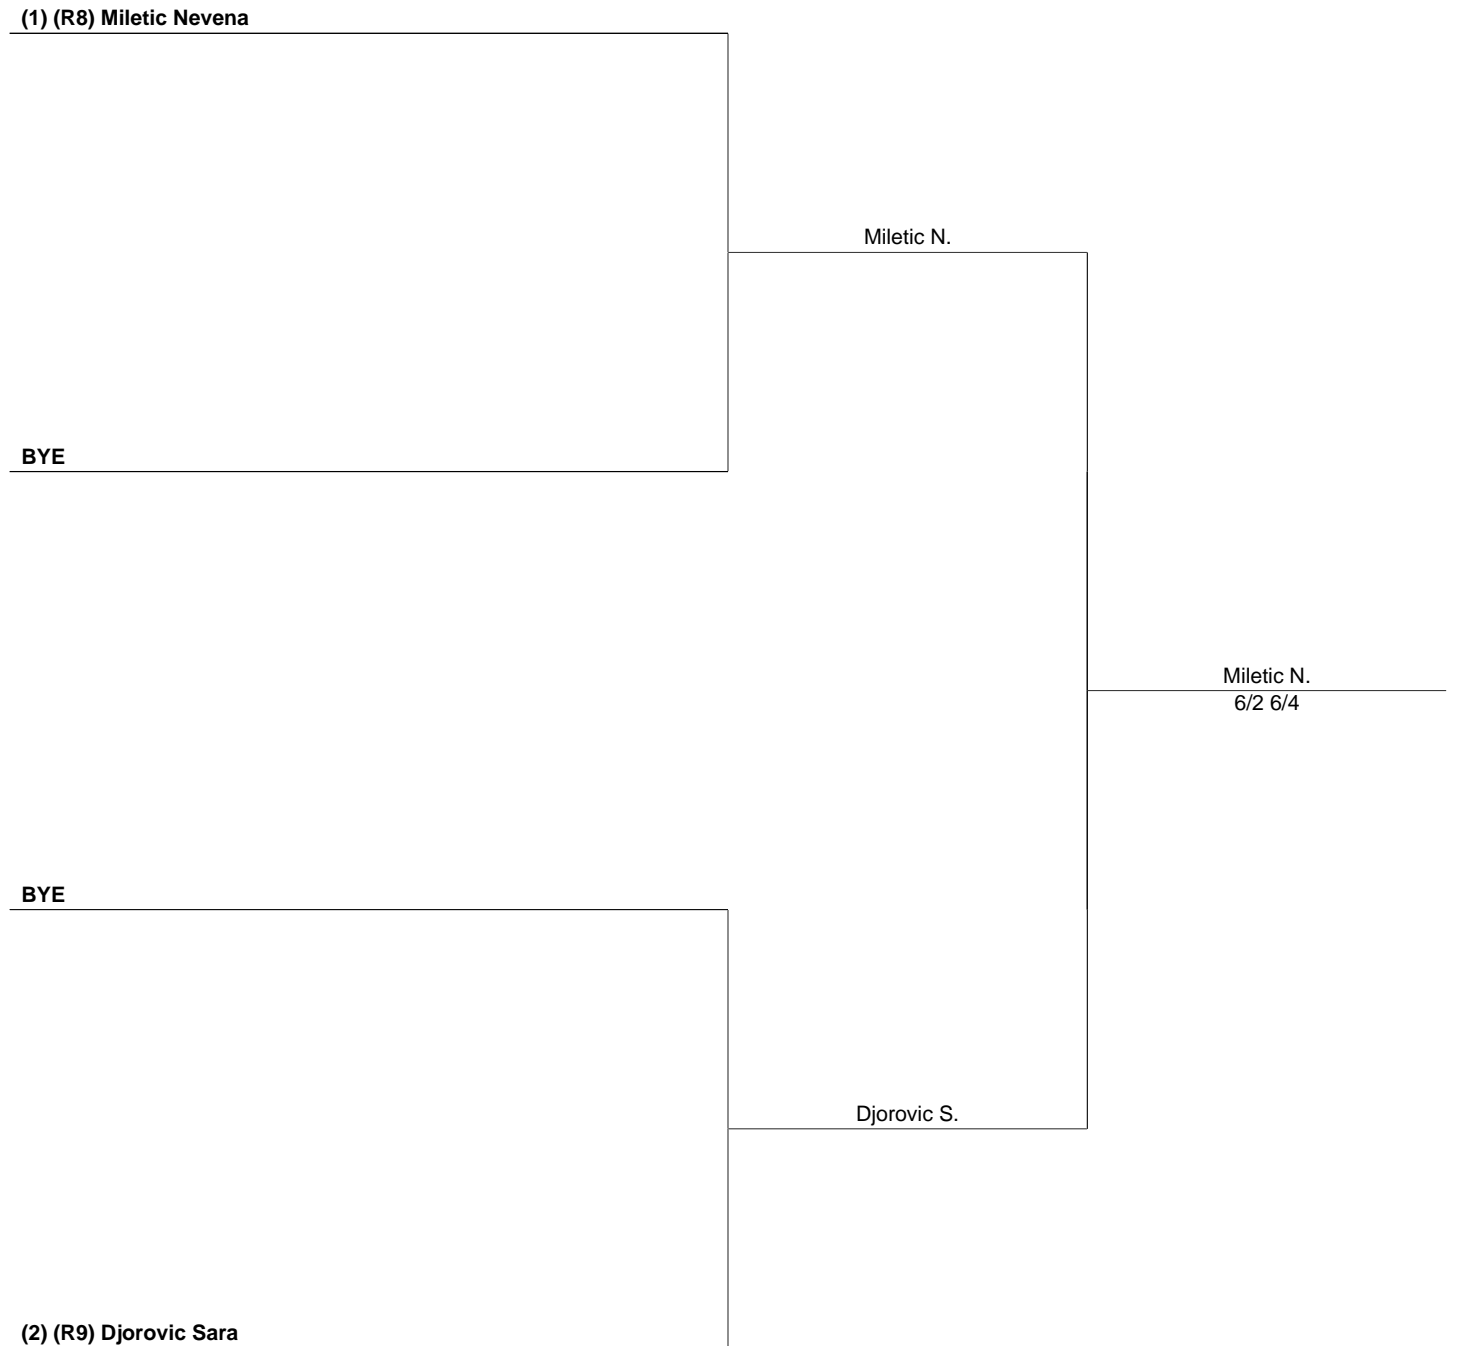 (1) (R8) Miletic Nevena
Miletic N.
BYE
Miletic N.
6/2 6/4
BYE
Djorovic S.
(2) (R9) Djorovic Sara